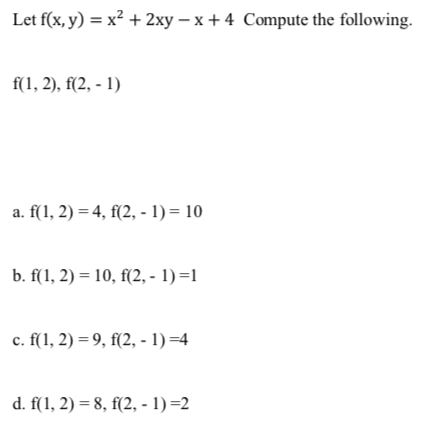 Let f(x, y) = x² + 2xy – x + 4 Compute the following.
f(1, 2), f(2, - 1)
a. f(1, 2) = 4, f(2, - 1) = 10
b. f(1, 2) = 10, f(2, - 1) =1
c. f(1, 2) = 9, f(2, - 1) =4
d. f(1, 2) = 8, f(2, - 1) =2